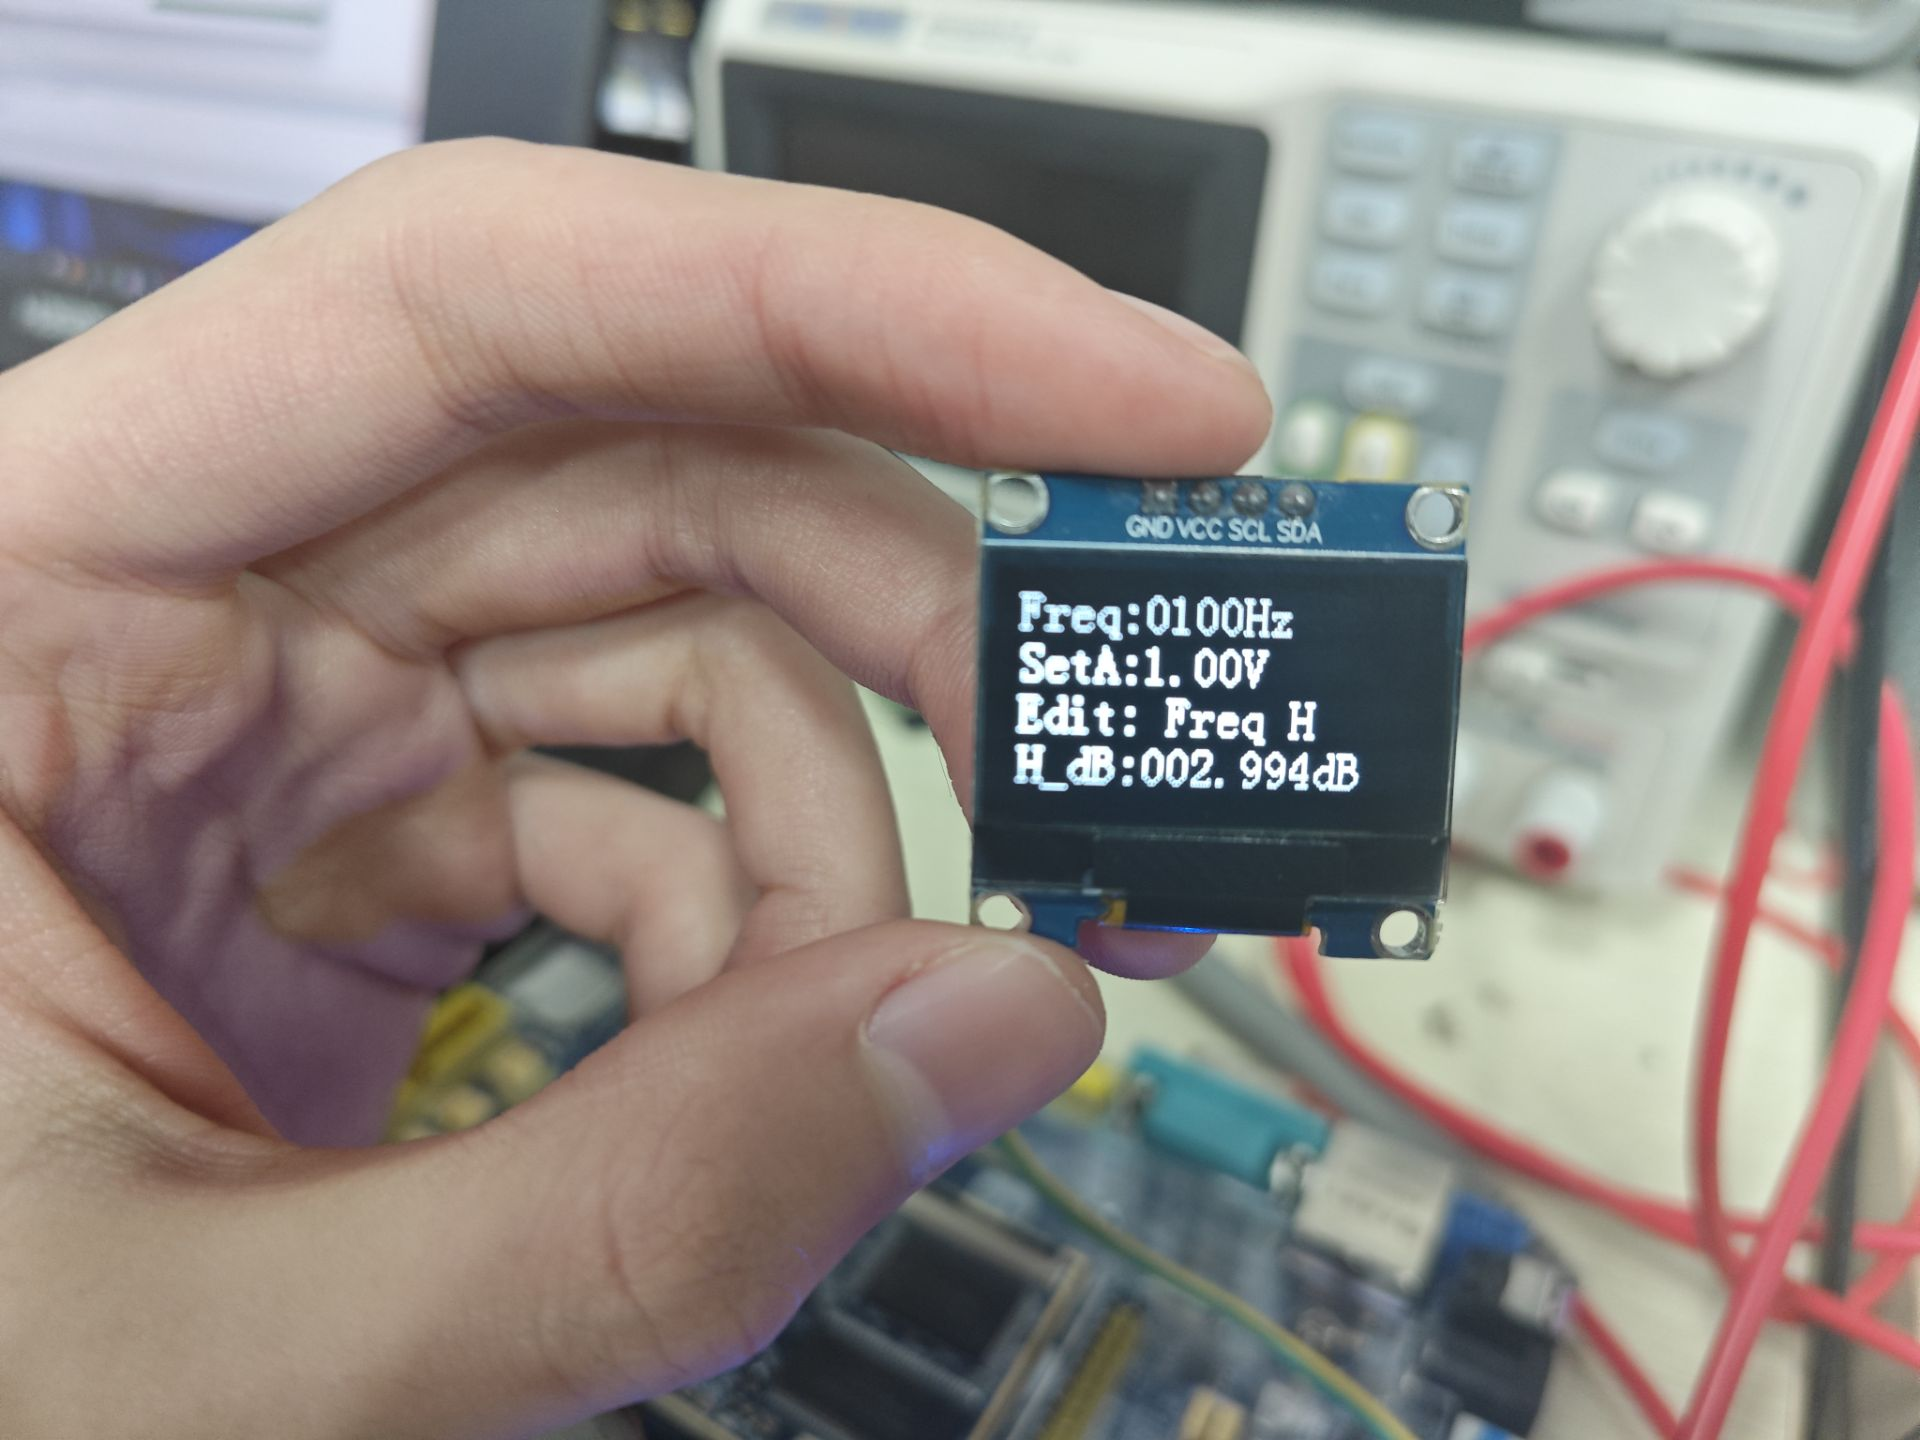 GND VCC SCL SDA
Freq:0100Hz
SetA:1.00V
Edit: Freq H
H_dB:002.994dB